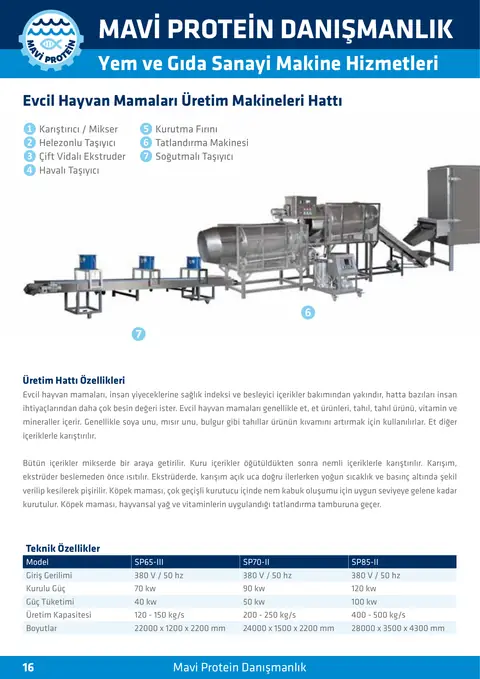 MAVİ PROTEİN DANIŞMANLIK
MAVİ PROTEİN
Yem ve Gıda Sanayi Makine Hizmetleri
Evcil Hayvan Mamaları Üretim Makineleri Hattı
1 Karıştırıcı / Mikser
2 Helezonlu Taşıyıcı
3 Çift Vidalı Ekstruder
4 Havalı Taşıyıcı
5 Kurutma Fırını
6 Tatlandırma Makinesi
7 Soğutmalı Taşıyıcı
6
7
Üretim Hattı Özellikleri
Evcil hayvan mamaları, insan yiyeceklerine sağlık indeksi ve besleyici içerikler bakımından yakındır, hatta bazıları insan
ihtiyaçlarından daha çok besin değeri ister. Evcil hayvan mamaları genellikle et, et ürünleri, tahıl, tahıl ürünü, vitamin ve
mineraller içerir. Genellikle soya unu, mısır unu, bulgur gibi tahıllar ürünün kıvamını artırmak için kullanılırlar. Et diğer
içeriklerle karıştırılır.
Bütün içerikler mikserde bir araya getirilir. Kuru içerikler öğütüldükten sonra nemli içeriklerle karıştırılır. Karışım,
ekstrüder beslemeden önce ısıtılır. Ekstrüderde, karışım açık uca doğru ilerlerken yoğun sıcaklık ve basınç altında şekil
verilip kesilerek pişirilir. Köpek maması, çok geçişli kurutucu içinde nem kabuk oluşumu için uygun seviyeye gelene kadar
kurutulur. Köpek maması, hayvansal yağ ve vitaminlerin uygulandığı tatlandırma tamburuna geçer.
Teknik Özellikler
Model SP65-III SP70-II SP85-II
Giriş Gerilimi 380 V / 50 hz 380 V / 50 hz 380 V / 50 hz
Kurulu Güç 70 kw 90 kw 120 kw
Güç Tüketimi 40 kw 50 kw 100 kw
Üretim Kapasitesi 120 - 150 kg/s 200 - 250 kg/s 400 - 500 kg/s
Boyutlar 22000 x 1200 x 2200 mm 24000 x 1500 x 2200 mm 28000 x 3500 x 4300 mm
16 Mavi Protein Danışmanlık